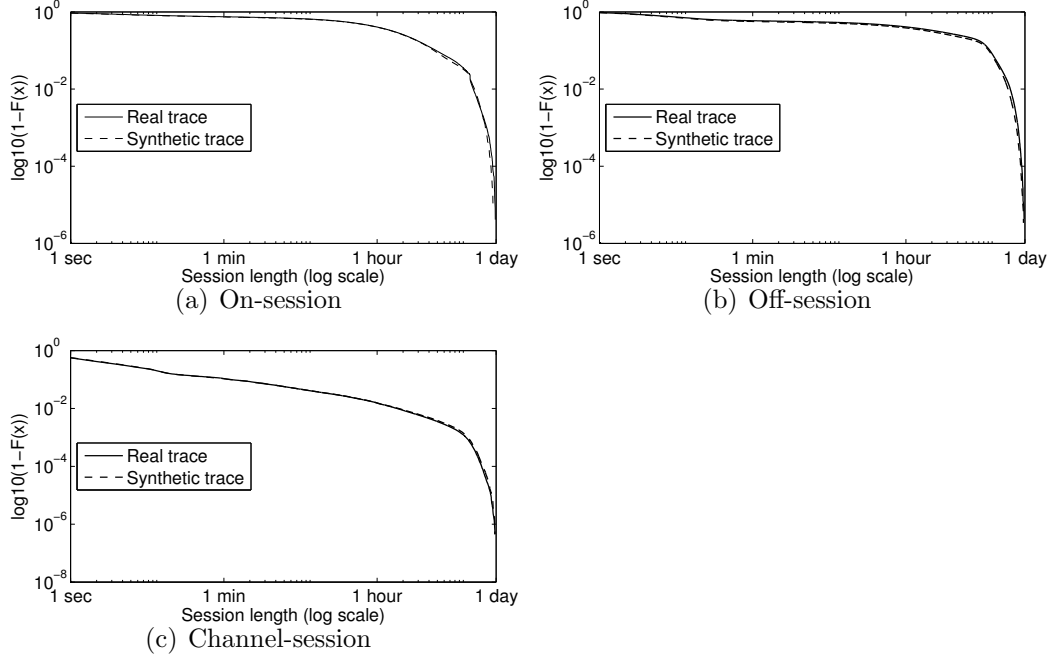 10^0
10^−2
10^−4
10^−6
log10(1−F(x))
Real trace
Synthetic trace
1 sec
1 min
1 hour
1 day
Session length (log scale)
(a) On-session
10^0
10^−2
10^−4
10^−6
log10(1−F(x))
Real trace
Synthetic trace
1 sec
1 min
1 hour
1 day
Session length (log scale)
(b) Off-session
10^0
10^−2
10^−4
10^−6
10^−8
log10(1−F(x))
Real trace
Synthetic trace
1 sec
1 min
1 hour
1 day
Session length (log scale)
(c) Channel-session